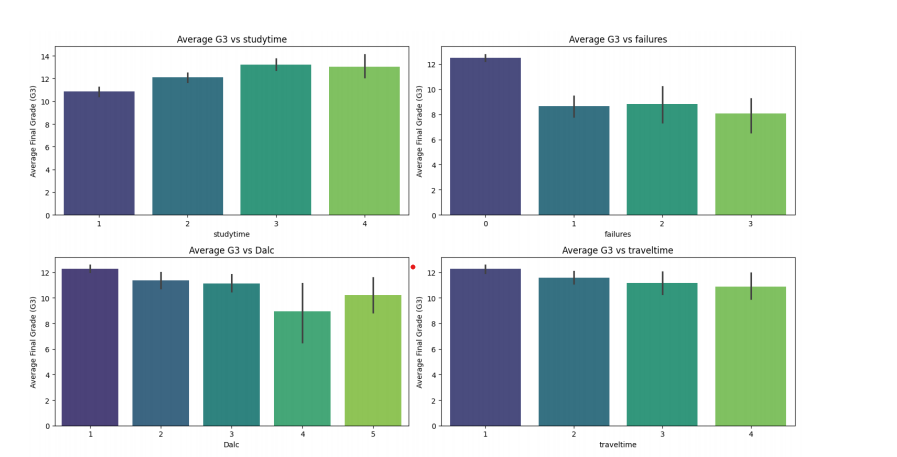 Average G3 vs studytime
Average Final Grade (G3)
14
12
10
8
6
4
2
0
1 2 3 4
studytime
Average G3 vs failures
Average Final Grade (G3)
12
10
8
6
4
2
0
0 1 2 3
failures
Average G3 vs Dalc
Average Final Grade (G3)
12
10
8
6
4
2
0
1 2 3 4 5
Dalc
Average G3 vs traveltime
Average Final Grade (G3)
12
10
8
6
4
2
0
1 2 3 4
traveltime